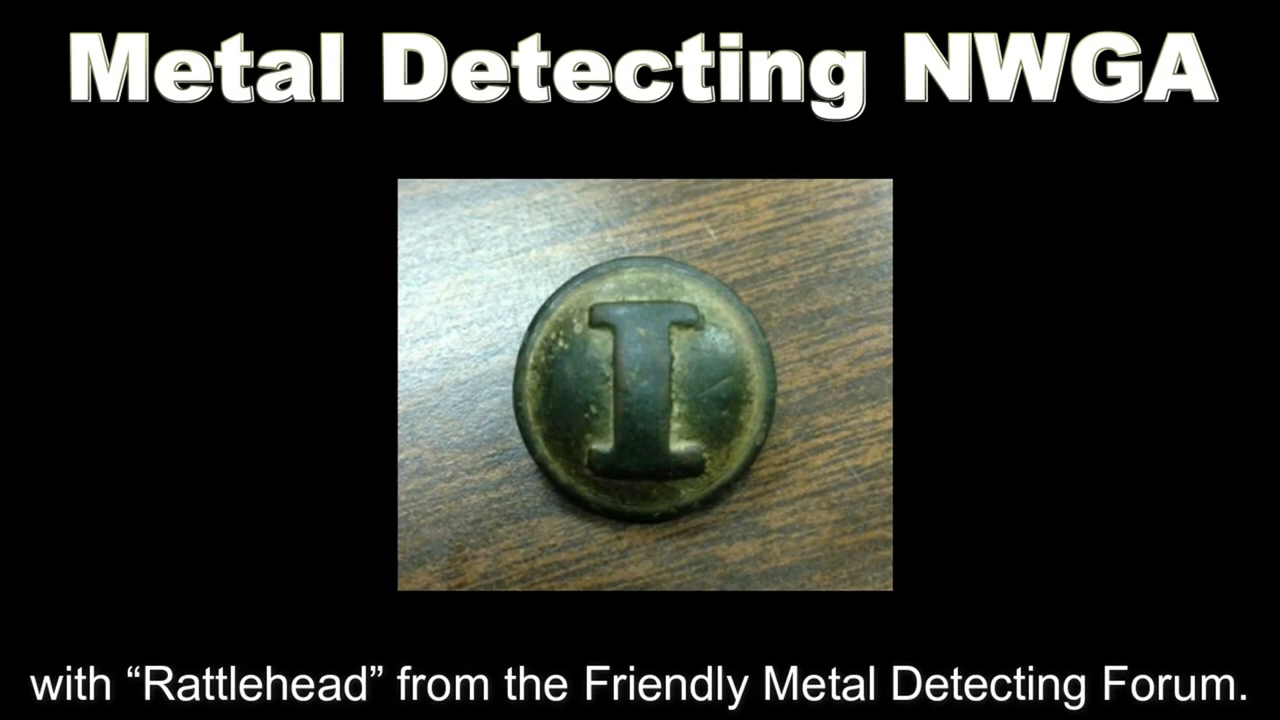 Metal Detecting NWGA
I
with “Rattlehead” from the Friendly Metal Detecting Forum.